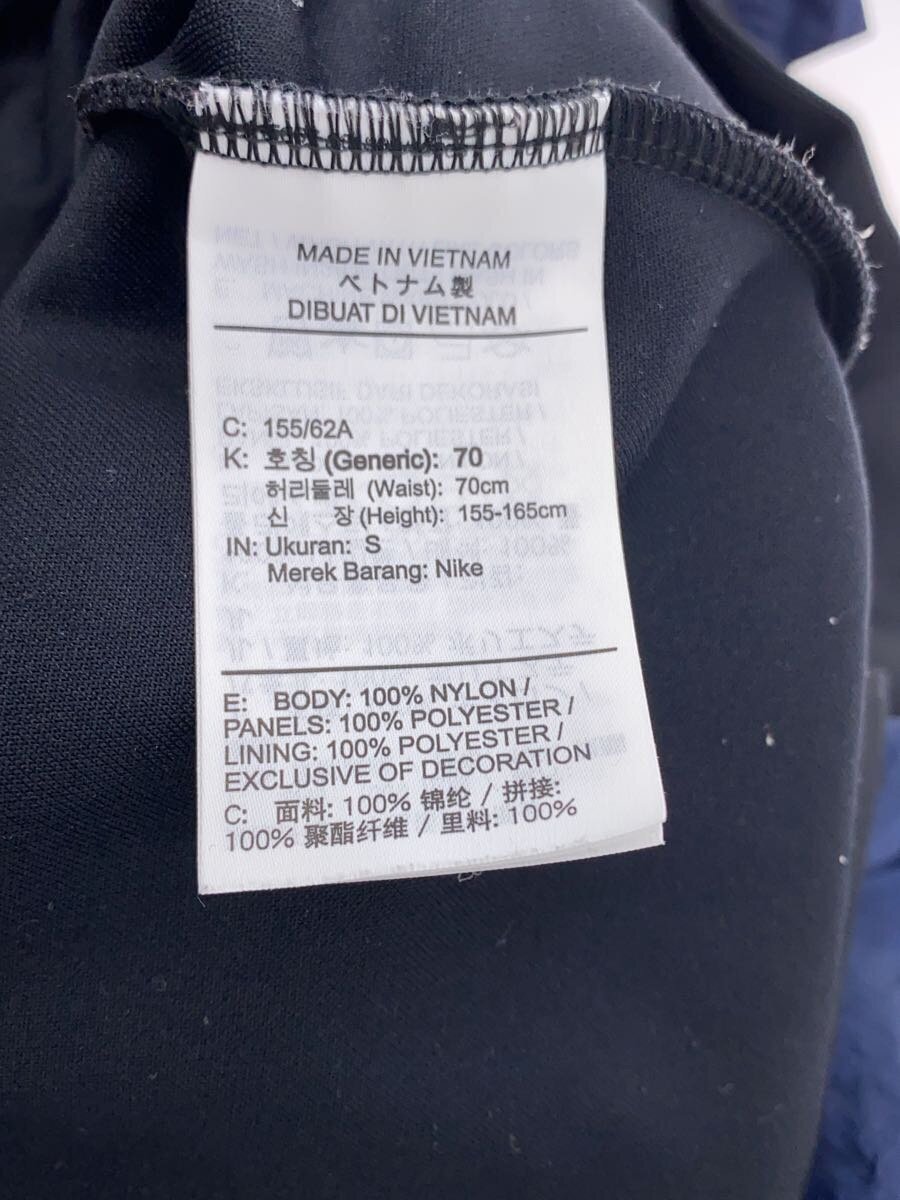 MADE IN VIETNAM
ベトナム製
DIBUAT DI VIETNAM
C: 155/62A
K: 호칭 (Generic): 70
허리둘레 (Waist): 70cm
신 장 (Height): 155-165cm
IN: Ukuran: S
Merek Barang: Nike
E: BODY: 100% NYLON /
PANELS: 100% POLYESTER /
LINING: 100% POLYESTER /
EXCLUSIVE OF DECORATION
C: 面料: 100% 锦纶 / 拼接:
100% 聚酯纤维 / 里料: 100%